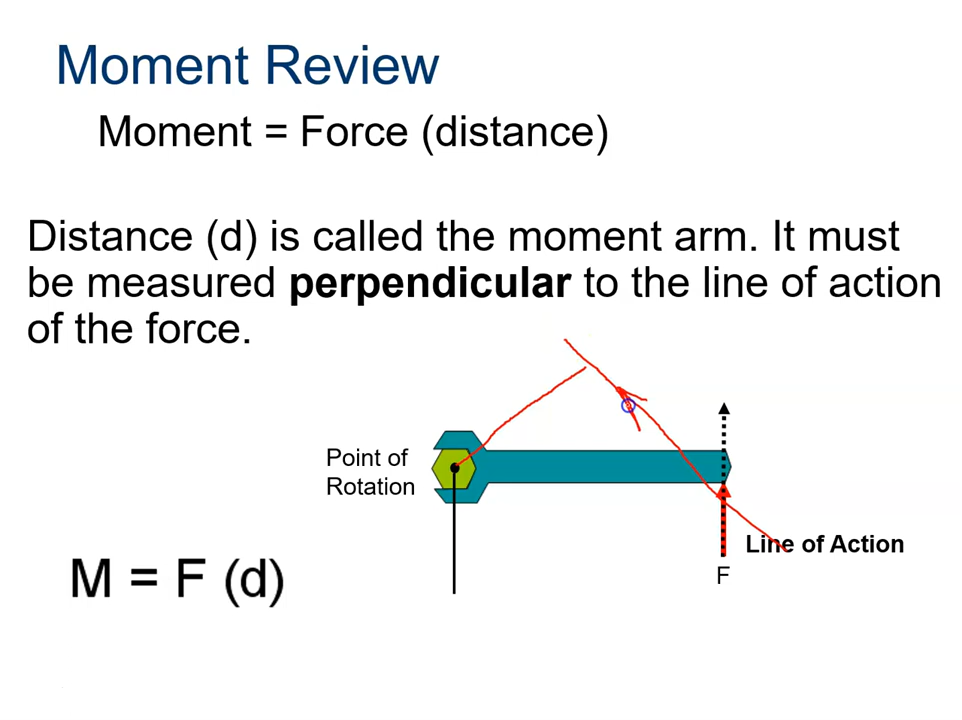 Moment Review
Moment = Force (distance)
Distance (d) is called the moment arm. It must
be measured perpendicular to the line of action
of the force.
Point of
Rotation
Line of Action
F
M = F (d)